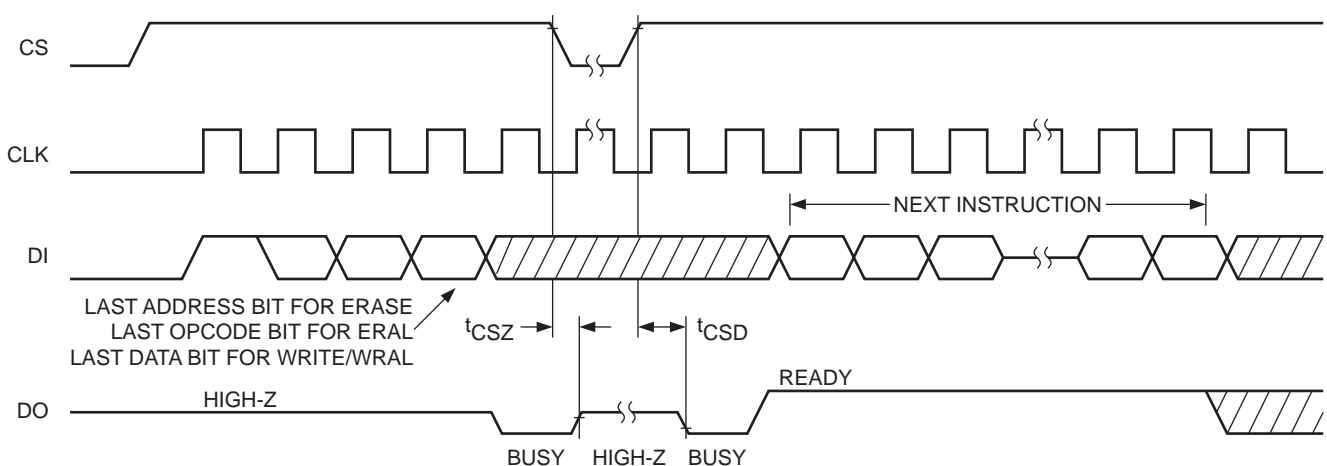 CS
CLK
NEXT INSTRUCTION
DI
LAST ADDRESS BIT FOR ERASE
LAST OPCODE BIT FOR ERAL
LAST DATA BIT FOR WRITE/WRAL
tCSZ
tCSD
READY
HIGH-Z
DO
BUSY
HIGH-Z
BUSY